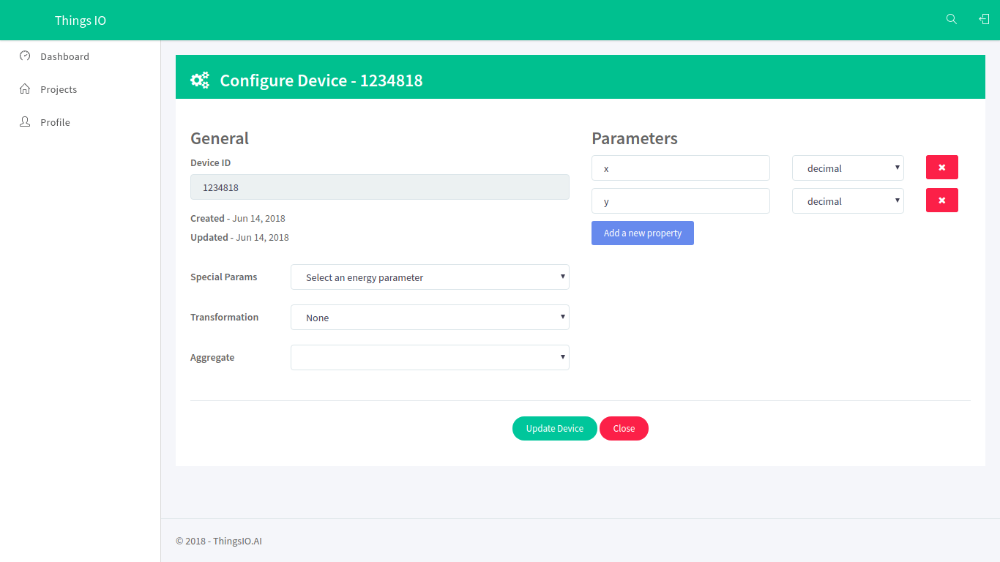 Things IO
Dashboard
Projects
Profile
Configure Device - 1234818
General
Device ID
1234818
Created - Jun 14, 2018
Updated - Jun 14, 2018
Special Params
Select an energy parameter
Transformation
None
Aggregate
Parameters
x
decimal
y
decimal
Add a new property
Update Device
Close
© 2018 - ThingsIO.AI